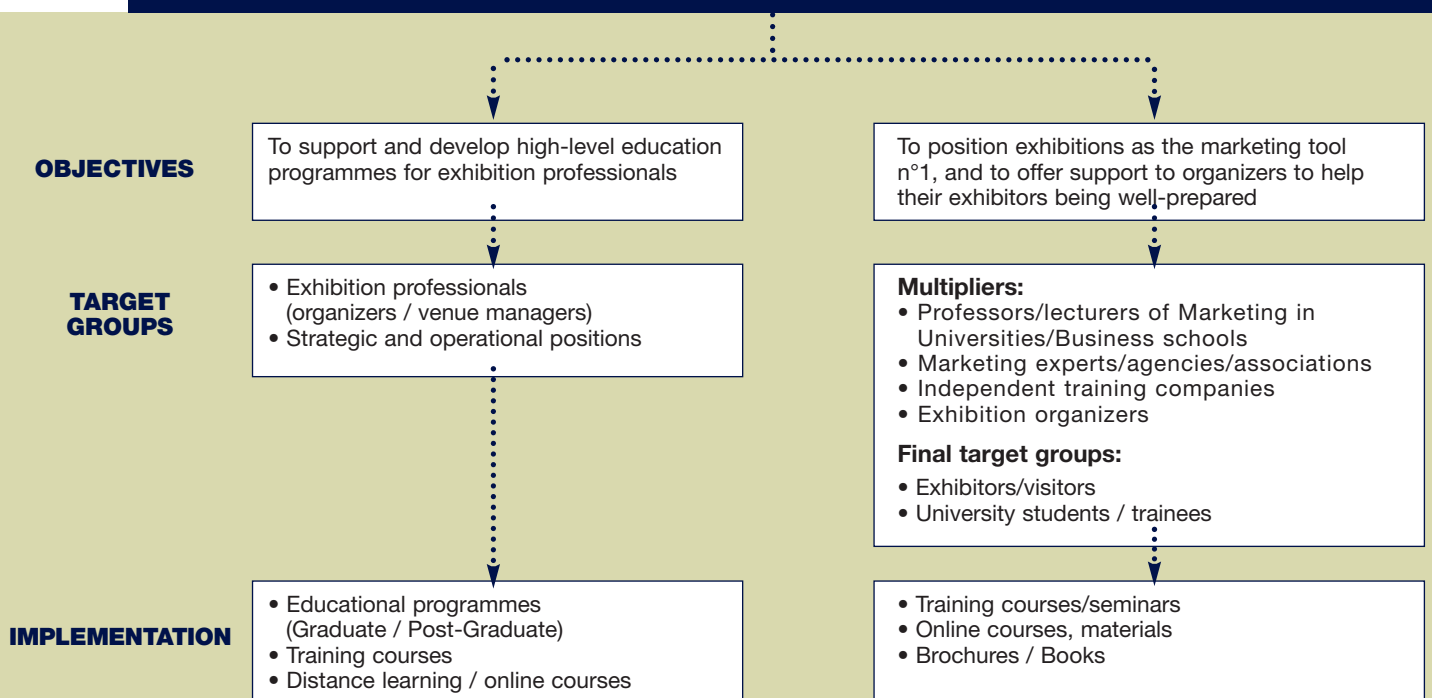 OBJECTIVES
To support and develop high-level education
programmes for exhibition professionals
To position exhibitions as the marketing tool
n°1, and to offer support to organizers to help
their exhibitors being well-prepared
TARGET
GROUPS
• Exhibition professionals
(organizers / venue managers)
• Strategic and operational positions
Multipliers:
• Professors/lecturers of Marketing in
Universities/Business schools
• Marketing experts/agencies/associations
• Independent training companies
• Exhibition organizers
Final target groups:
• Exhibitors/visitors
• University students / trainees
IMPLEMENTATION
• Educational programmes
(Graduate / Post-Graduate)
• Training courses
• Distance learning / online courses
• Training courses/seminars
• Online courses, materials
• Brochures / Books